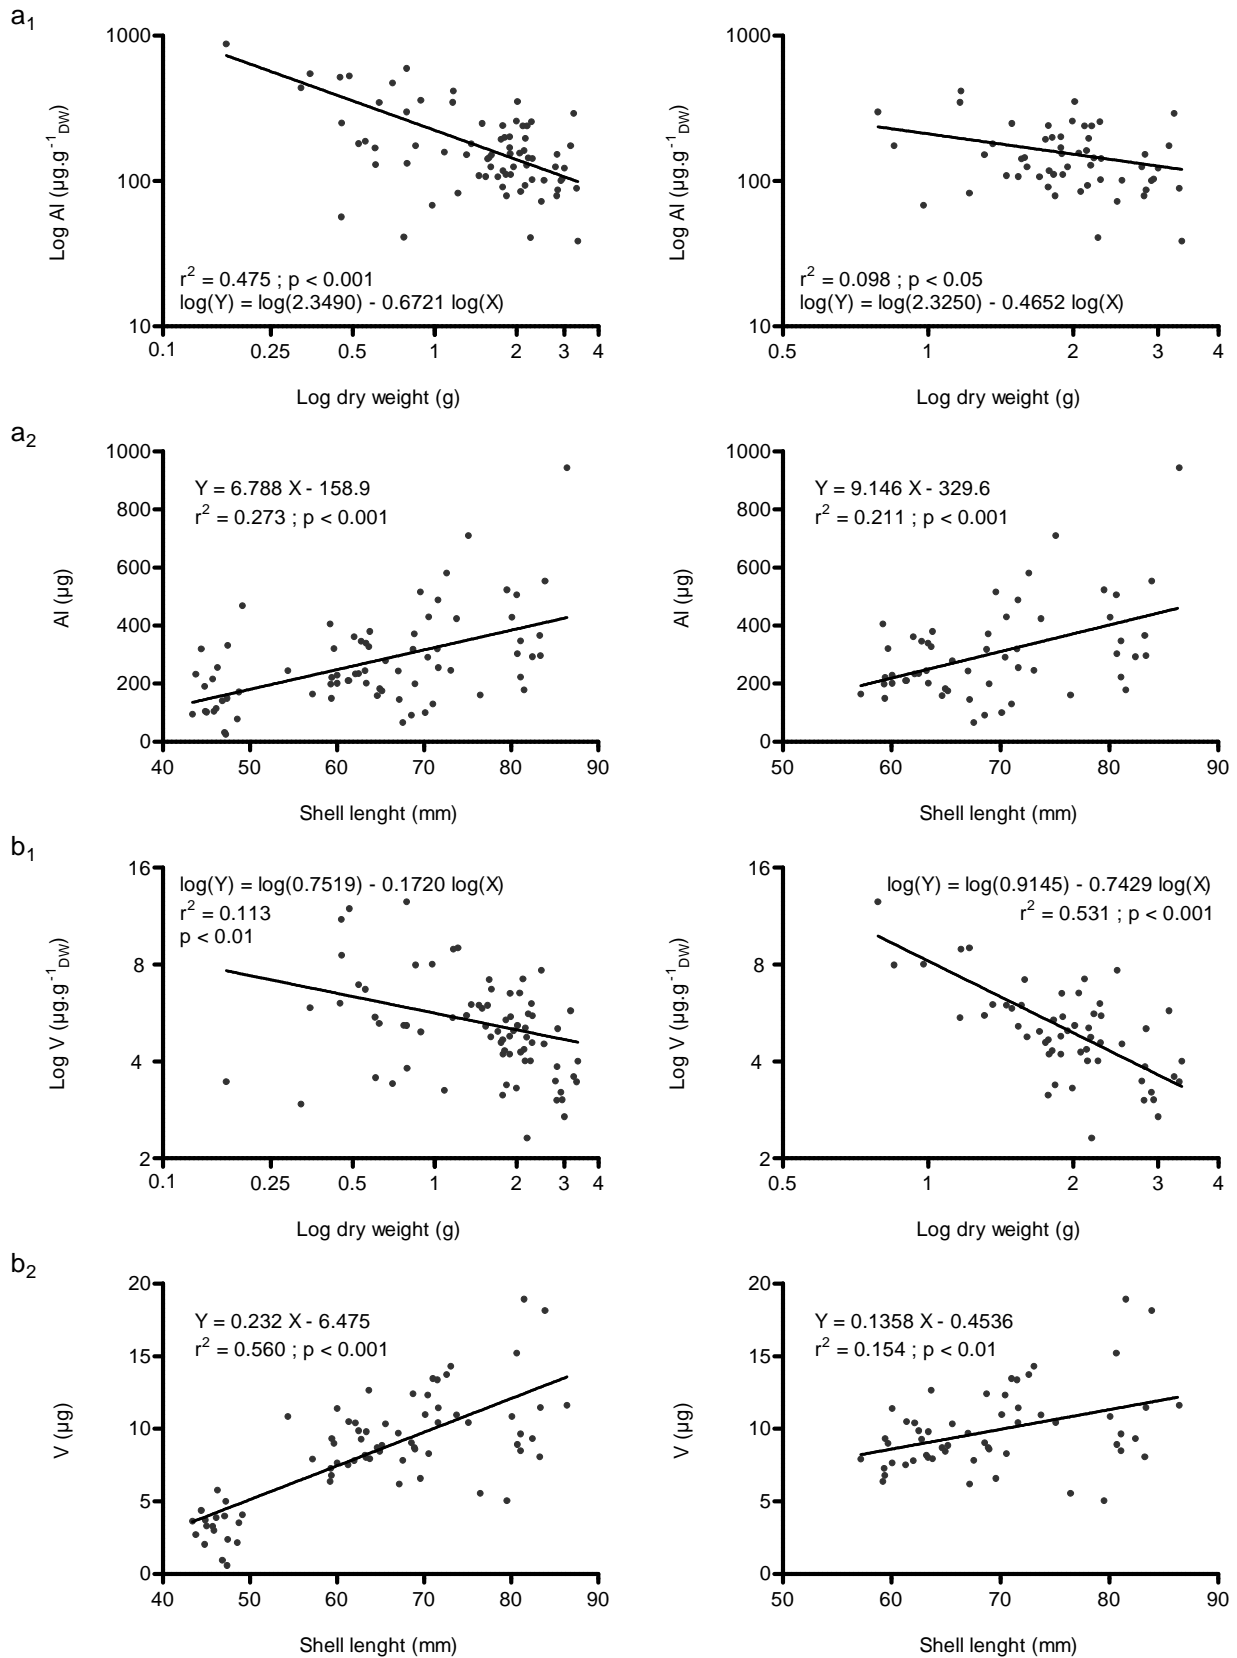 a1
1000
100
10
Log Al (µg.g-1DW)
r2 = 0.475 ; p < 0.001
log(Y) = log(2.3490) - 0.6721 log(X)
0.1 0.25 0.5 1 2 3 4
Log dry weight (g)
1000
100
10
Log Al (µg.g-1DW)
r2 = 0.098 ; p < 0.05
log(Y) = log(2.3250) - 0.4652 log(X)
0.5 1 2 3 4
Log dry weight (g)
a2
1000
800
600
400
200
0
Al (µg)
Y = 6.788 X - 158.9
r2 = 0.273 ; p < 0.001
40 50 60 70 80 90
Shell lenght (mm)
1000
800
600
400
200
0
Al (µg)
Y = 9.146 X - 329.6
r2 = 0.211 ; p < 0.001
50 60 70 80 90
Shell lenght (mm)
b1
16
8
4
2
Log V (µg.g-1DW)
log(Y) = log(0.7519) - 0.1720 log(X)
r2 = 0.113
p < 0.01
0.1 0.25 0.5 1 2 3 4
Log dry weight (g)
16
8
4
2
Log V (µg.g-1DW)
log(Y) = log(0.9145) - 0.7429 log(X)
r2 = 0.531 ; p < 0.001
0.5 1 2 3 4
Log dry weight (g)
b2
20
15
10
5
0
V (µg)
Y = 0.232 X - 6.475
r2 = 0.560 ; p < 0.001
40 50 60 70 80 90
Shell lenght (mm)
20
15
10
5
0
V (µg)
Y = 0.1358 X - 0.4536
r2 = 0.154 ; p < 0.01
50 60 70 80 90
Shell lenght (mm)